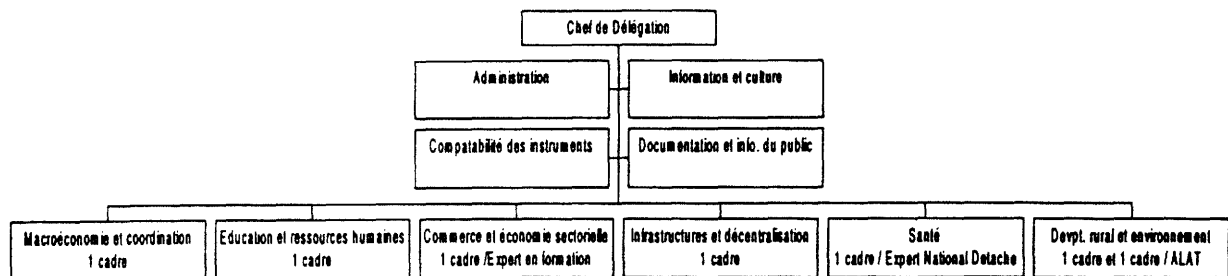 Chef de Délégation
Administration
Information et culture
Compatabilité des instruments
Documentation et info. du public
Macroéconomie et coordination
1 cadre
Education et ressources humaines
1 cadre
Commerce et économie sectorielle
1 cadre /Expert en formation
Infrastructures et décentralisation
1 cadre
Santé
1 cadre / Expert National Detache
Devpt. rural et environnement
1 cadre et 1 cadre / ALAT